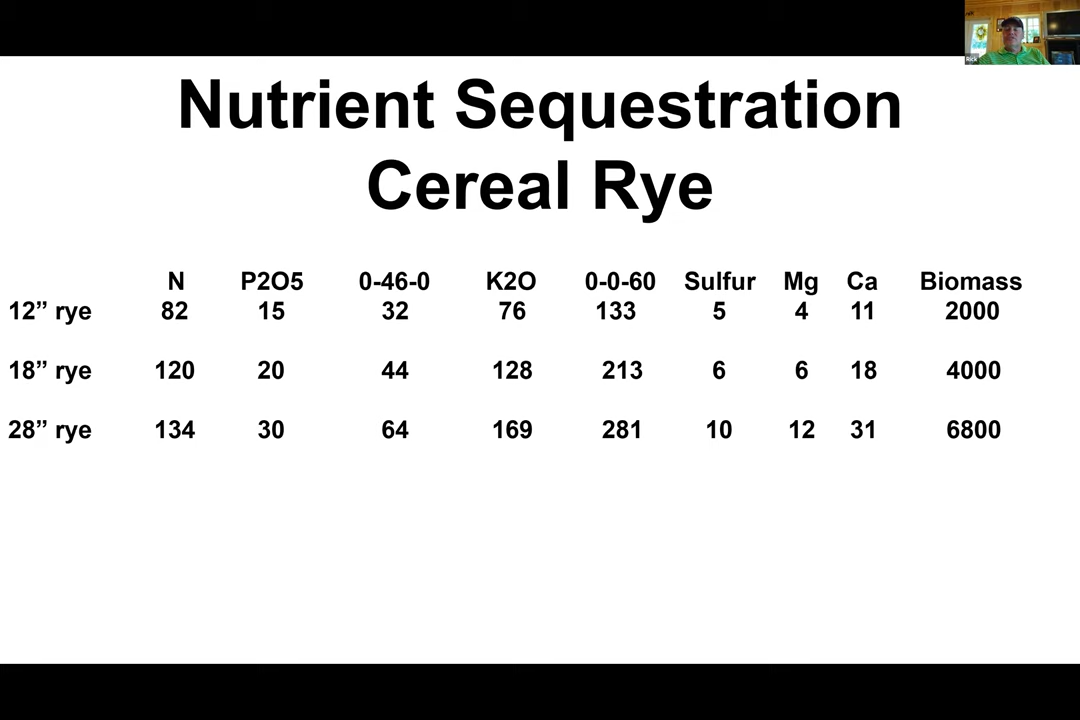 Rick
Nutrient Sequestration
Cereal Rye
N P2O5 0-46-0 K2O 0-0-60 Sulfur Mg Ca Biomass
12” rye 82 15 32 76 133 5 4 11 2000
18” rye 120 20 44 128 213 6 6 18 4000
28” rye 134 30 64 169 281 10 12 31 6800